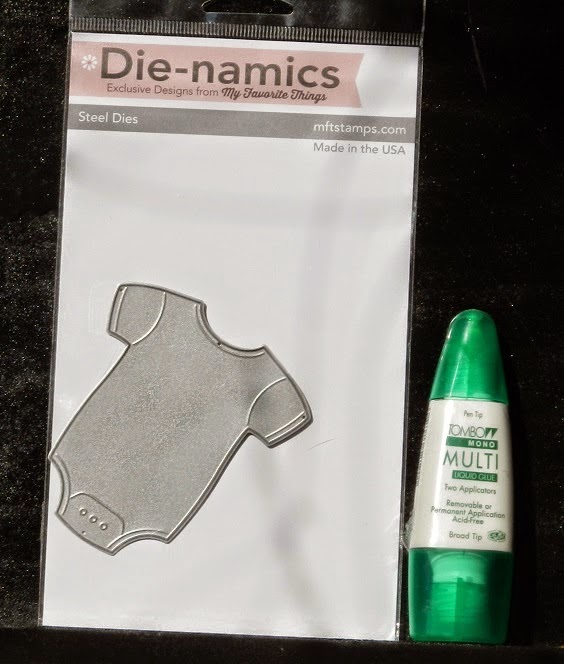 Die-namics
Exclusive Designs from My Favorite Things
Steel Dies
mftstamps.com
Made in the USA
Pen Tip
TOMBOW
MONO
MULTI
LIQUID GLUE
Two Applicators
Removable or
Permanent Application
Acid-Free
Broad Tip